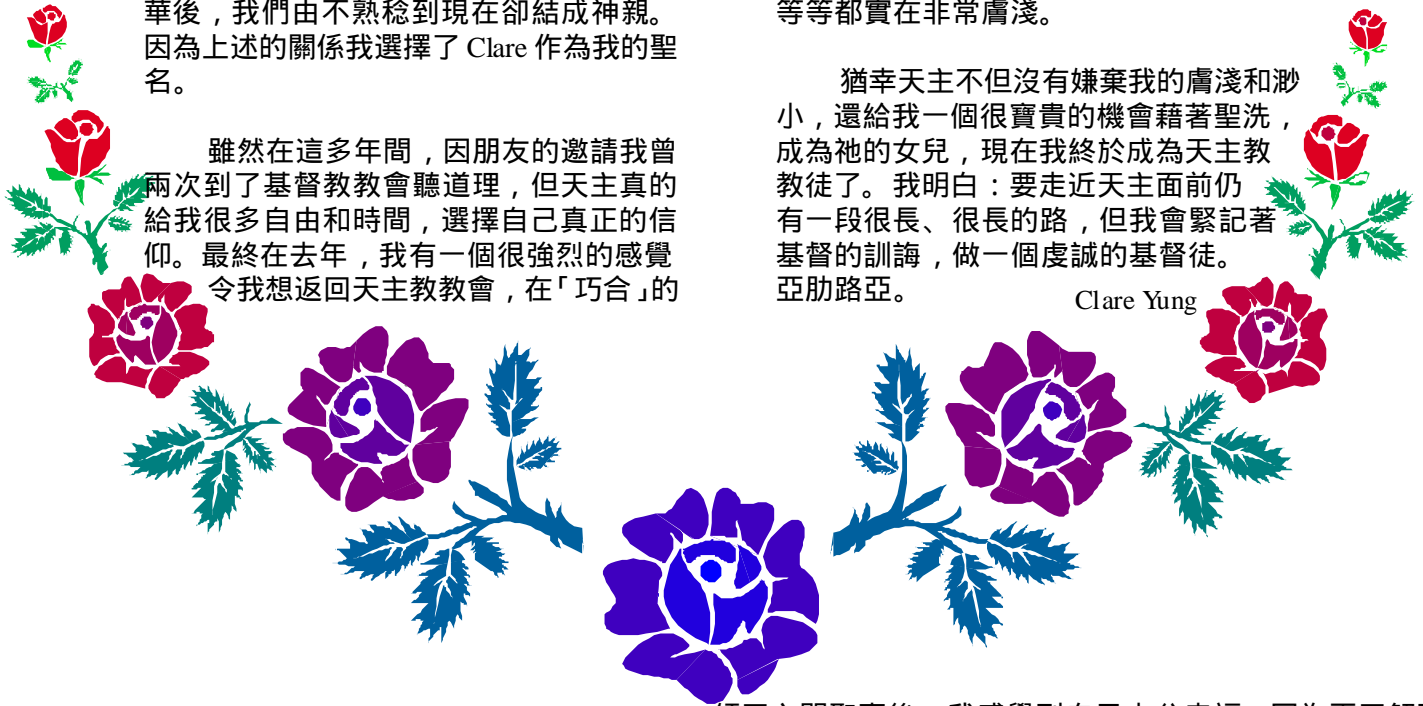 華後，我們由不熟稔到現在卻結成神親。
因為上述的關係我選擇了 Clare 作為我的聖
名。
雖然在這多年間，因朋友的邀請我曾
兩次到了基督教教會聽道理，但天主真的
給我很多自由和時間，選擇自己真正的信
仰。最終在去年，我有一個很強烈的感覺
令我想返回天主教教會，在「巧合」的
等等都實在非常膚淺。
猶幸天主不但沒有嫌棄我的膚淺和渺
小，還給我一個很寶貴的機會藉著聖洗，
成為祂的女兒，現在我終於成為天主教
教徒了。我明白：要走近天主面前仍
有一段很長、很長的路，但我會緊記著
基督的訓誨，做一個虔誠的基督徒。
亞肋路亞。
Clare Yung